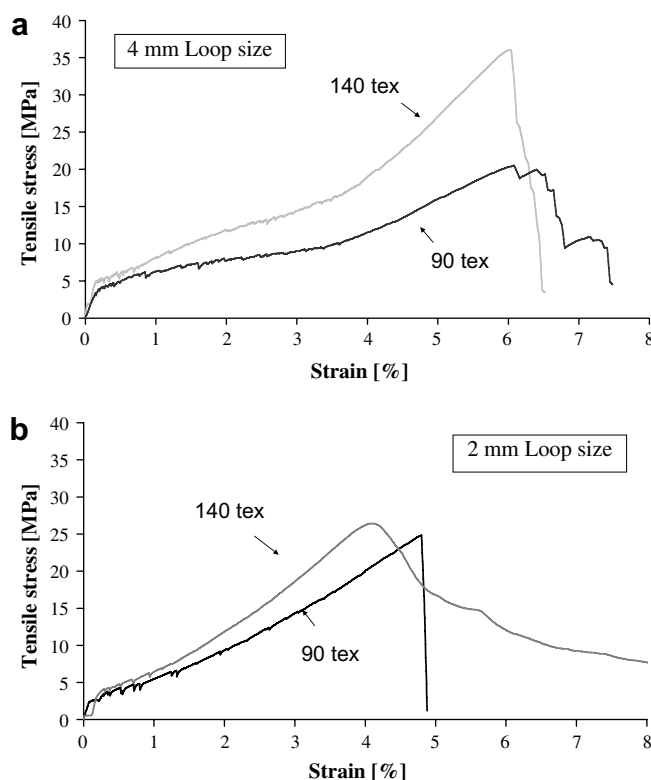 a
4 mm Loop size
Tensile stress [MPa]
40
35
30
25
20
15
10
5
0
140 tex
90 tex
0 1 2 3 4 5 6 7 8
Strain [%]
b
2 mm Loop size
Tensile stress [MPa]
40
35
30
25
20
15
10
5
0
140 tex
90 tex
0 1 2 3 4 5 6 7 8
Strain [%]